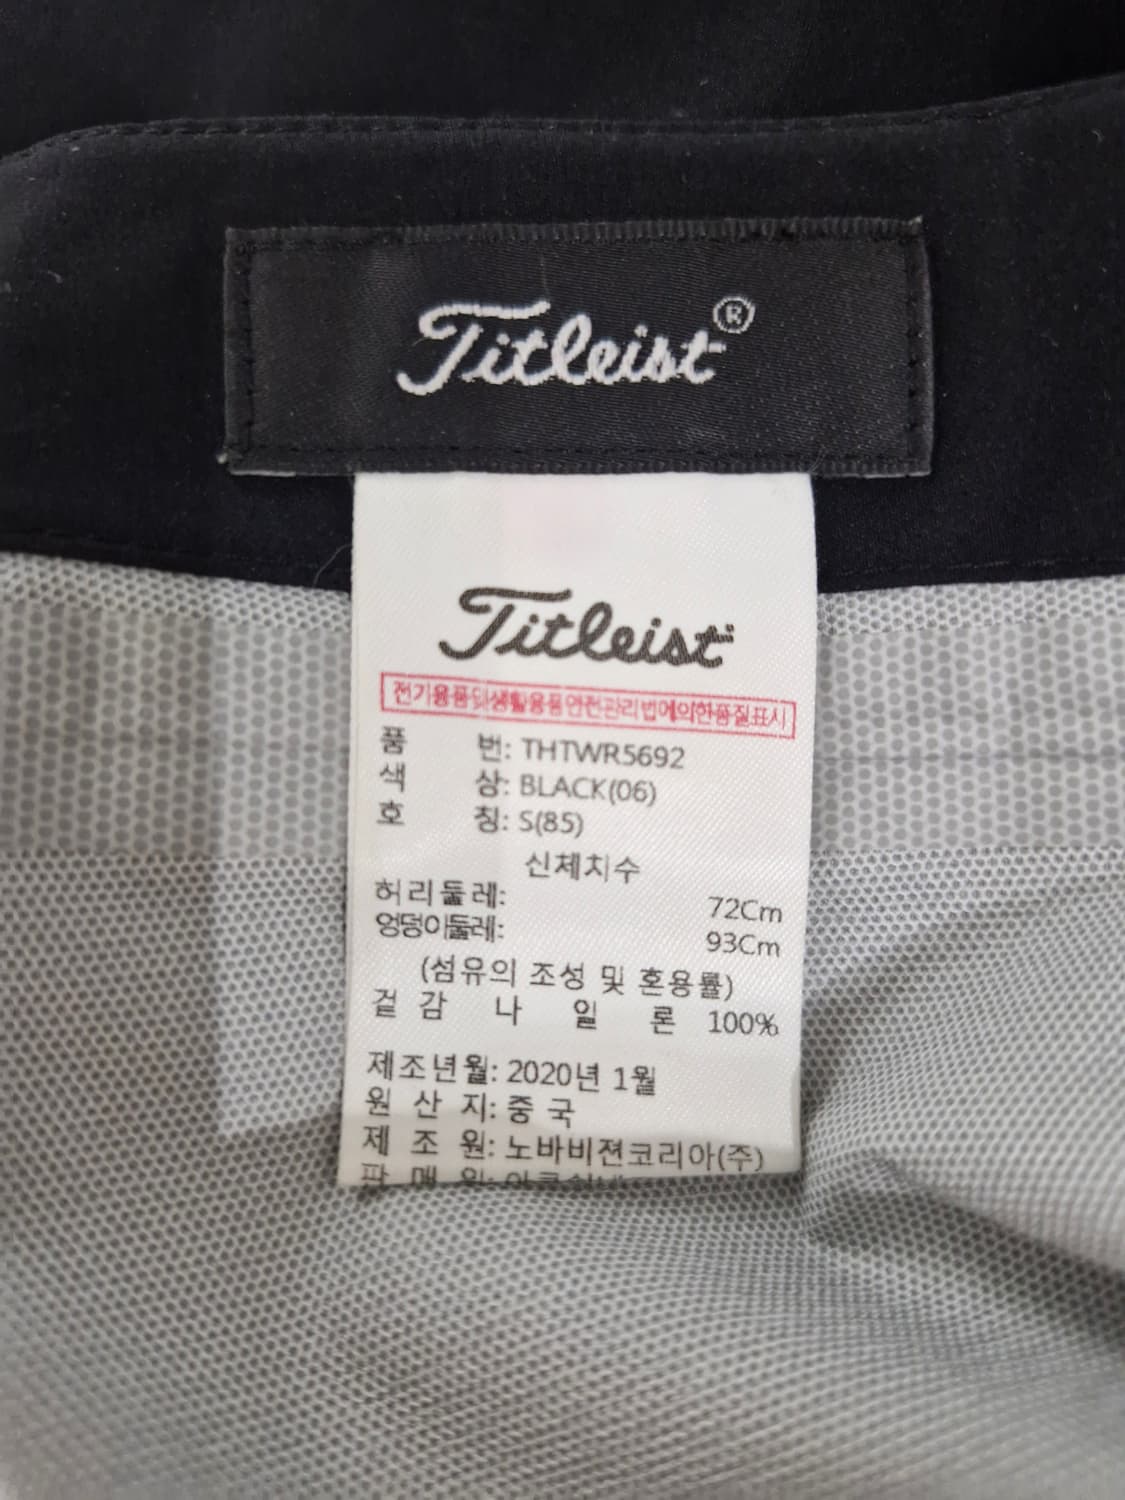 Titleist®
Titleist
전기용품및생활용품안전관리법에의한품질표시
품 번: THTWR5692
색 상: BLACK(06)
호 칭: S(85)
신체치수
허리둘레: 72Cm
엉덩이둘레: 93Cm
(섬유의 조성 및 혼용률)
겉감 나 일 론 100%
제조년월: 2020년 1월
원 산 지: 중 국
제 조 원: 노바비젼코리아(주)
판 매 원: